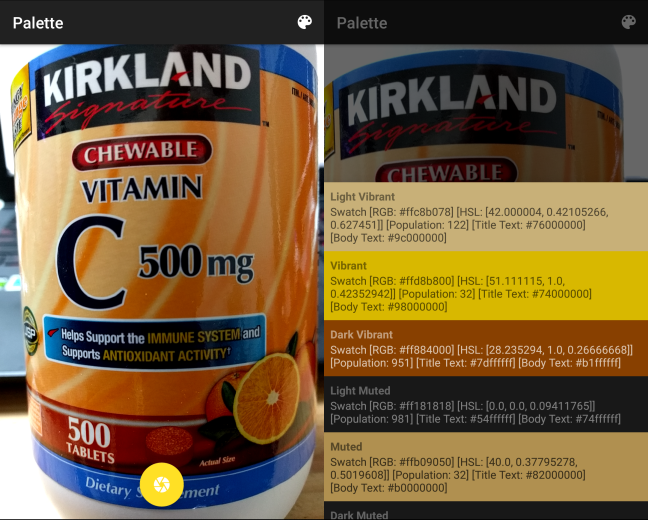 Palette
KIRKLAND
Signature
CHEWABLE
VITAMIN
C 500 mg
Helps Support the IMMUNE SYSTEM and
Supports ANTIOXIDANT ACTIVITY†
500
TABLETS
Actual Size
Dietary
Palette
KIRKLAND
Signature
CHEWABLE
Light Vibrant
Swatch [RGB: #ffc8b078] [HSL: [42.000004, 0.42105266,
0.627451]] [Population: 122] [Title Text: #76000000]
[Body Text: #9c000000]
Vibrant
Swatch [RGB: #ffd8b800] [HSL: [51.111115, 1.0,
0.42352942]] [Population: 32] [Title Text: #74000000]
[Body Text: #98000000]
Dark Vibrant
Swatch [RGB: #ff884000] [HSL: [28.235294, 1.0, 0.26666668]]
[Population: 951] [Title Text: #7dffffff] [Body Text: #b1ffffff]
Light Muted
Swatch [RGB: #ff181818] [HSL: [0.0, 0.0, 0.09411765]]
[Population: 981] [Title Text: #54ffffff] [Body Text: #74ffffff]
Muted
Swatch [RGB: #ffb09050] [HSL: [40.0, 0.37795278,
0.5019608]] [Population: 32] [Title Text: #82000000]
[Body Text: #b0000000]
Dark Muted